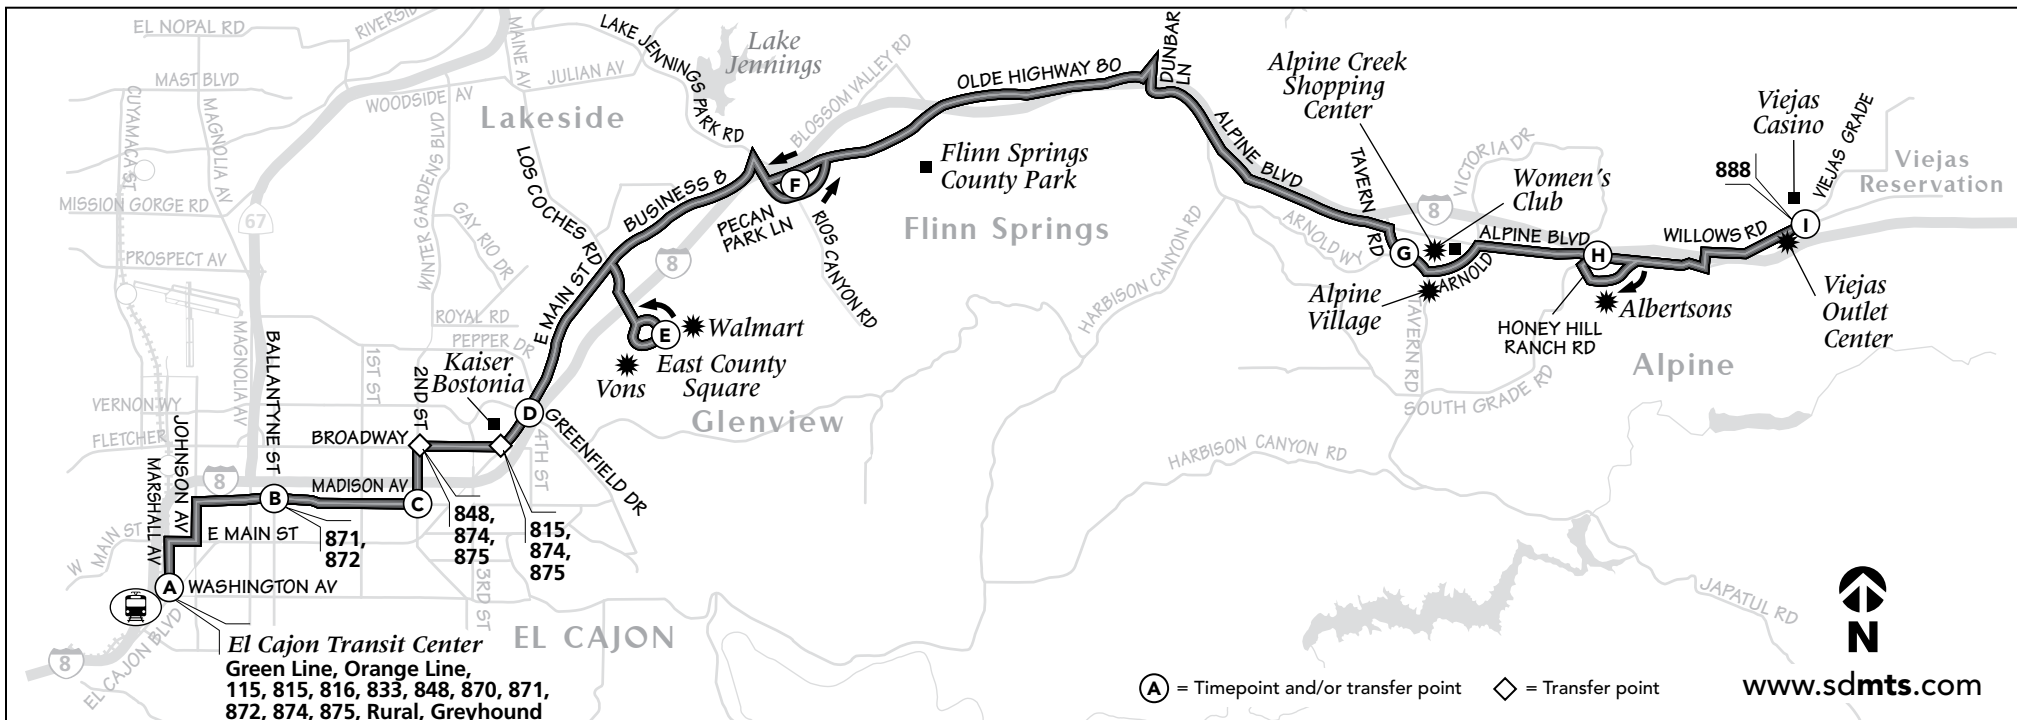 EL NOPAL RD
RIVERSID
MAINE AV
LAKE JENNINGS PARK RD
Lake
Jennings
BLOSSOM VALLEY RD
OLDE HIGHWAY 80
DUNBAR
LN
MAST BLVD
CUYAMACA ST
MAGNOLIA AV
WOODSIDE AV
JULIAN AV
Lakeside
WINTER GARDENS BLVD
LOS COCHES RD
GAY RIO DR
MISSION GORGE RD
67
PROSPECT AV
BUSINESS 8
8
PECAN
PARK LN
F
RIOS CANYON RD
Flinn Springs
County Park
Flinn Springs
HARBISON CANYON RD
ALPINE BLVD
Alpine Creek
Shopping
Center
TAVERN
RD
ARNOLD WY
8
VICTORIA DR
Women's
Club
G
ARNOLD
ALPINE BLVD
H
Alpine
Village
TAVERN RD
HONEY HILL
RANCH RD
Albertsons
SOUTH GRADE RD
Alpine
WILLOWS RD
Viejas
Casino
888
VIEJAS GRADE
I
Viejas
Reservation
Viejas
Outlet
Center
ROYAL RD
PEPPER DR
E MAIN ST
E
Walmart
East County
Square
Vons
Glenview
MAGNOLIA AV
BALLANTYNE ST
1ST ST
2ND ST
Kaiser
Bostonia
D
GREENFIELD DR
4TH ST
VERNON WY
FLETCHER
JOHNSON AV
MARSHALL AV
BROADWAY
8
MADISON AV
B
C
848,
874,
875
815,
874,
875
871,
872
W MAIN ST
E MAIN ST
A
WASHINGTON AV
3RD ST
EL CAJON
8
EL CAJON BLVD
El Cajon Transit Center
Green Line, Orange Line,
115, 815, 816, 833, 848, 870, 871,
872, 874, 875, Rural, Greyhound
HARBISON CANYON RD
JAPATUL RD
A = Timepoint and/or transfer point
= Transfer point
N
www.sdmts.com